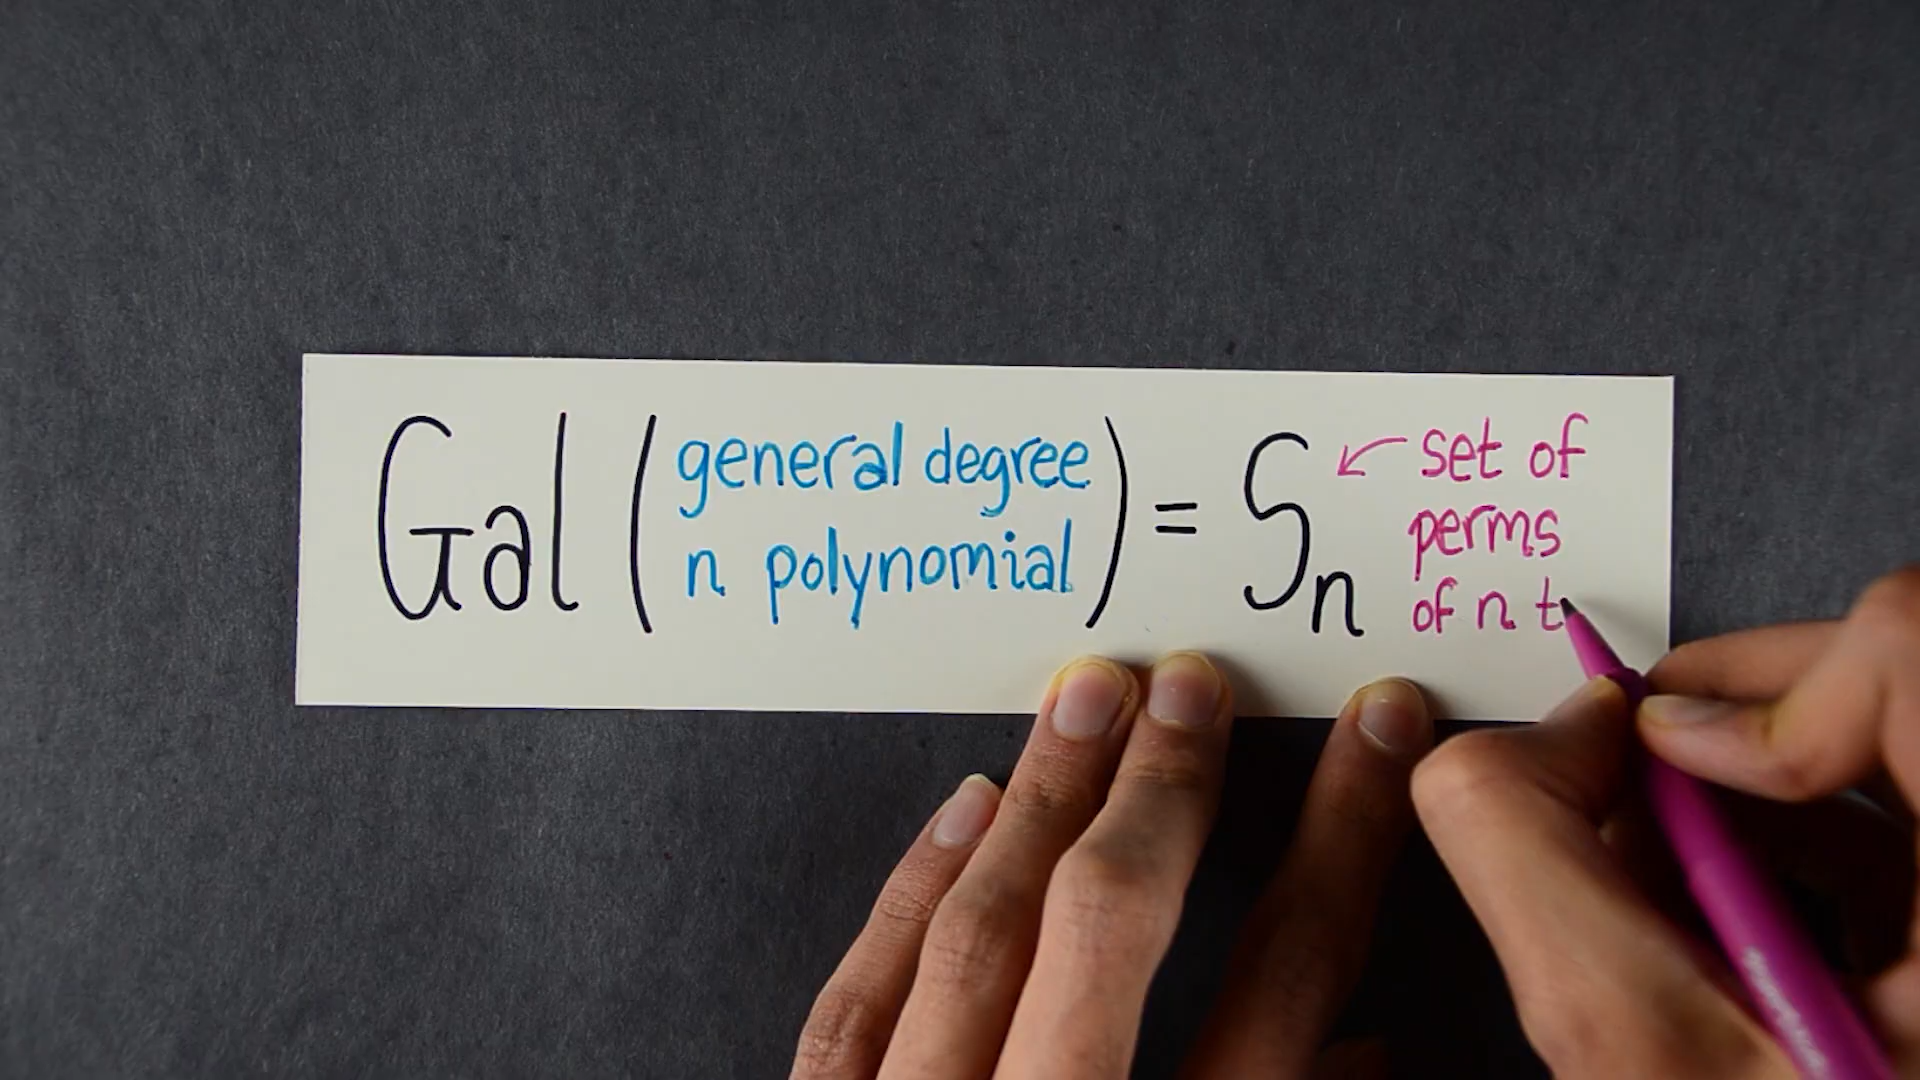 Gal ( general degree
n polynomial ) = Sn
set of
perms
of n t